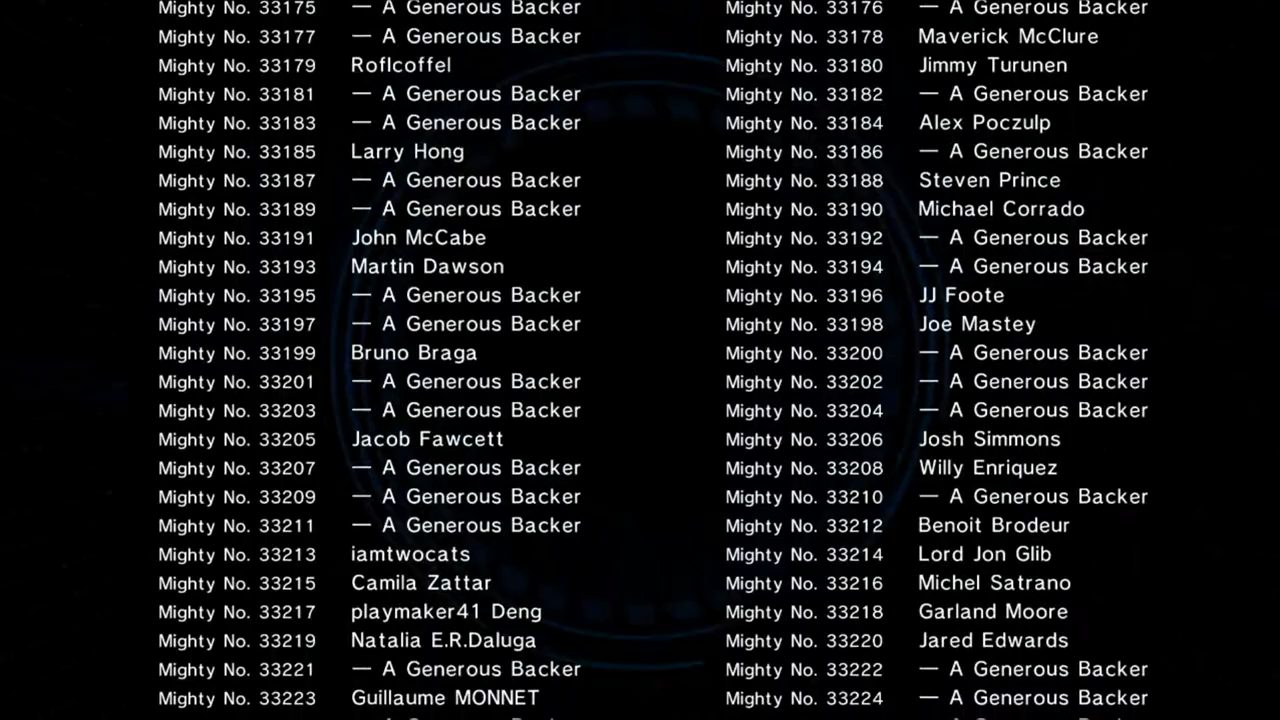 Mighty No. 33175 — A Generous Backer Mighty No. 33176 — A Generous Backer
Mighty No. 33177 — A Generous Backer Mighty No. 33178 Maverick McClure
Mighty No. 33179 Roflcoffel Mighty No. 33180 Jimmy Turunen
Mighty No. 33181 — A Generous Backer Mighty No. 33182 — A Generous Backer
Mighty No. 33183 — A Generous Backer Mighty No. 33184 Alex Poczulp
Mighty No. 33185 Larry Hong Mighty No. 33186 — A Generous Backer
Mighty No. 33187 — A Generous Backer Mighty No. 33188 Steven Prince
Mighty No. 33189 — A Generous Backer Mighty No. 33190 Michael Corrado
Mighty No. 33191 John McCabe Mighty No. 33192 — A Generous Backer
Mighty No. 33193 Martin Dawson Mighty No. 33194 — A Generous Backer
Mighty No. 33195 — A Generous Backer Mighty No. 33196 JJ Foote
Mighty No. 33197 — A Generous Backer Mighty No. 33198 Joe Mastey
Mighty No. 33199 Bruno Braga Mighty No. 33200 — A Generous Backer
Mighty No. 33201 — A Generous Backer Mighty No. 33202 — A Generous Backer
Mighty No. 33203 — A Generous Backer Mighty No. 33204 — A Generous Backer
Mighty No. 33205 Jacob Fawcett Mighty No. 33206 Josh Simmons
Mighty No. 33207 — A Generous Backer Mighty No. 33208 Willy Enriquez
Mighty No. 33209 — A Generous Backer Mighty No. 33210 — A Generous Backer
Mighty No. 33211 — A Generous Backer Mighty No. 33212 Benoit Brodeur
Mighty No. 33213 iamtwocats Mighty No. 33214 Lord Jon Glib
Mighty No. 33215 Camila Zattar Mighty No. 33216 Michel Satrano
Mighty No. 33217 playmaker41 Deng Mighty No. 33218 Garland Moore
Mighty No. 33219 Natalia E.R.Daluga Mighty No. 33220 Jared Edwards
Mighty No. 33221 — A Generous Backer Mighty No. 33222 — A Generous Backer
Mighty No. 33223 Guillaume MONNET Mighty No. 33224 — A Generous Backer